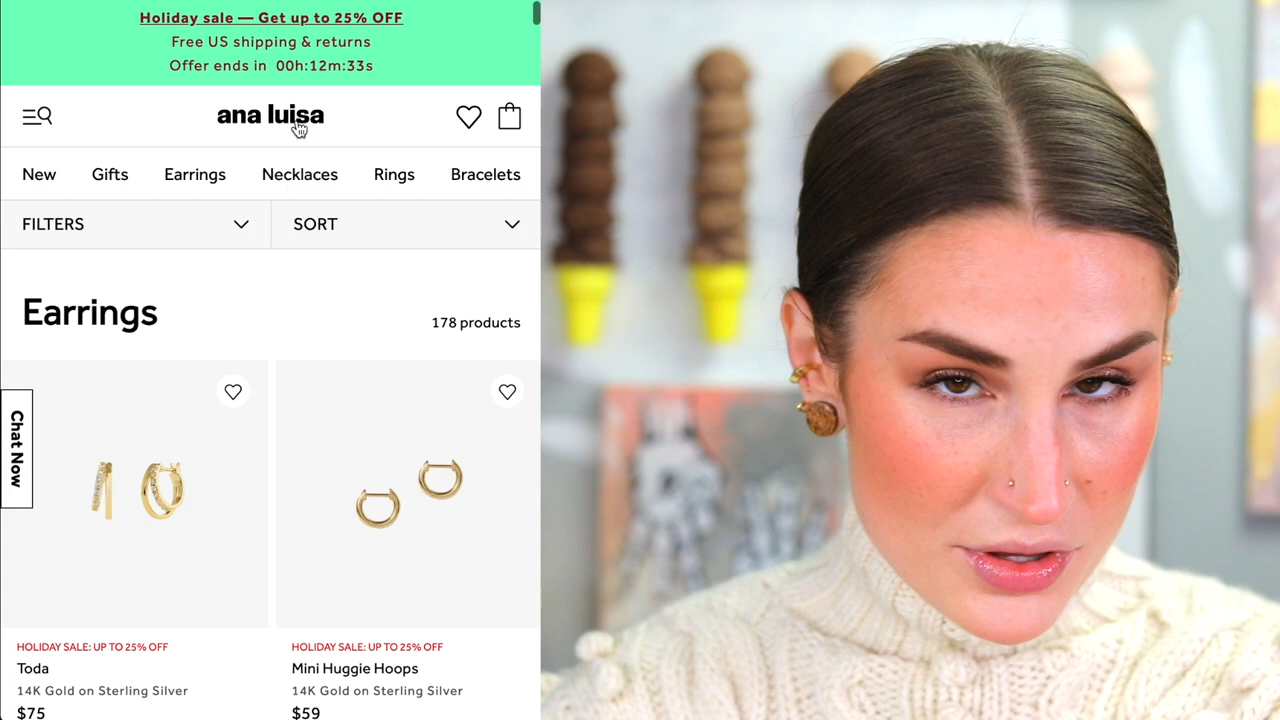 Holiday sale — Get up to 25% OFF
Free US shipping & returns
Offer ends in 00h:12m:33s
ana luisa
New Gifts Earrings Necklaces Rings Bracelets
FILTERS SORT
Earrings
178 products
Chat Now
HOLIDAY SALE: UP TO 25% OFF
Toda
14K Gold on Sterling Silver
$75
HOLIDAY SALE: UP TO 25% OFF
Mini Huggie Hoops
14K Gold on Sterling Silver
$59